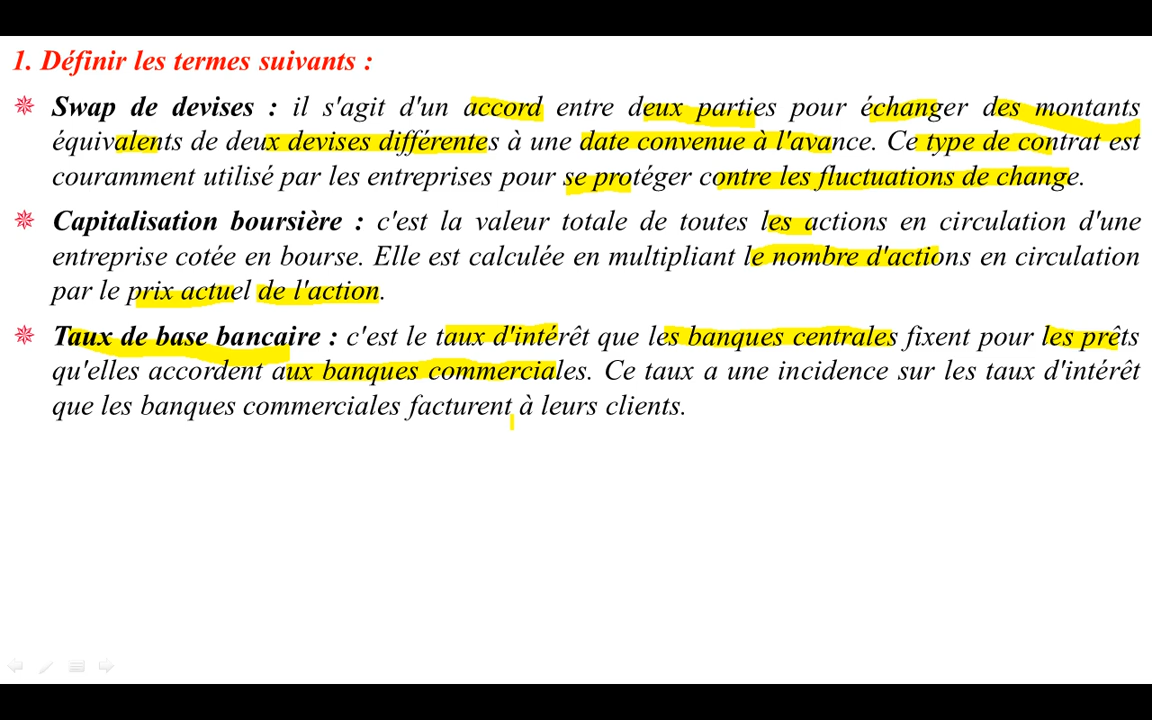 1. Définir les termes suivants :
Swap de devises : il s'agit d'un accord entre deux parties pour échanger des montants
équivalents de deux devises différentes à une date convenue à l'avance. Ce type de contrat est
couramment utilisé par les entreprises pour se protéger contre les fluctuations de change.
Capitalisation boursière : c'est la valeur totale de toutes les actions en circulation d'une
entreprise cotée en bourse. Elle est calculée en multipliant le nombre d'actions en circulation
par le prix actuel de l'action.
Taux de base bancaire : c'est le taux d'intérêt que les banques centrales fixent pour les prêts
qu'elles accordent aux banques commerciales. Ce taux a une incidence sur les taux d'intérêt
que les banques commerciales facturent à leurs clients.